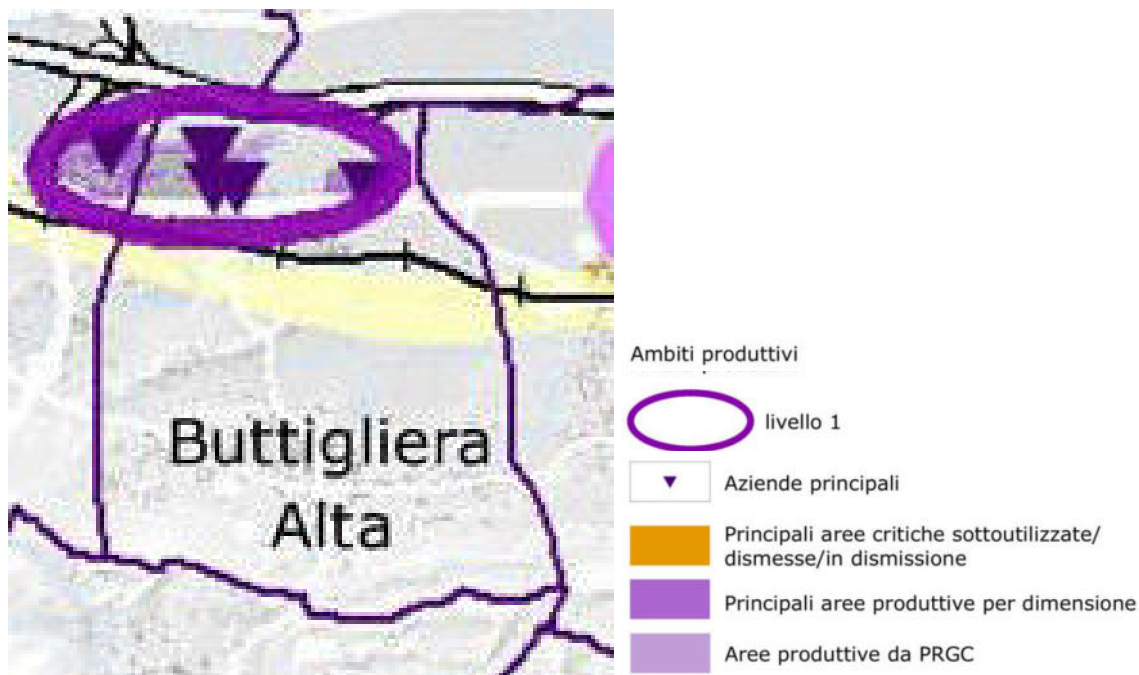 Buttigliera
Alta
Ambiti produttivi
livello 1
Aziende principali
Principali aree critiche sottoutilizzate/
dismesse/in dismissione
Principali aree produttive per dimensione
Aree produttive da PRGC